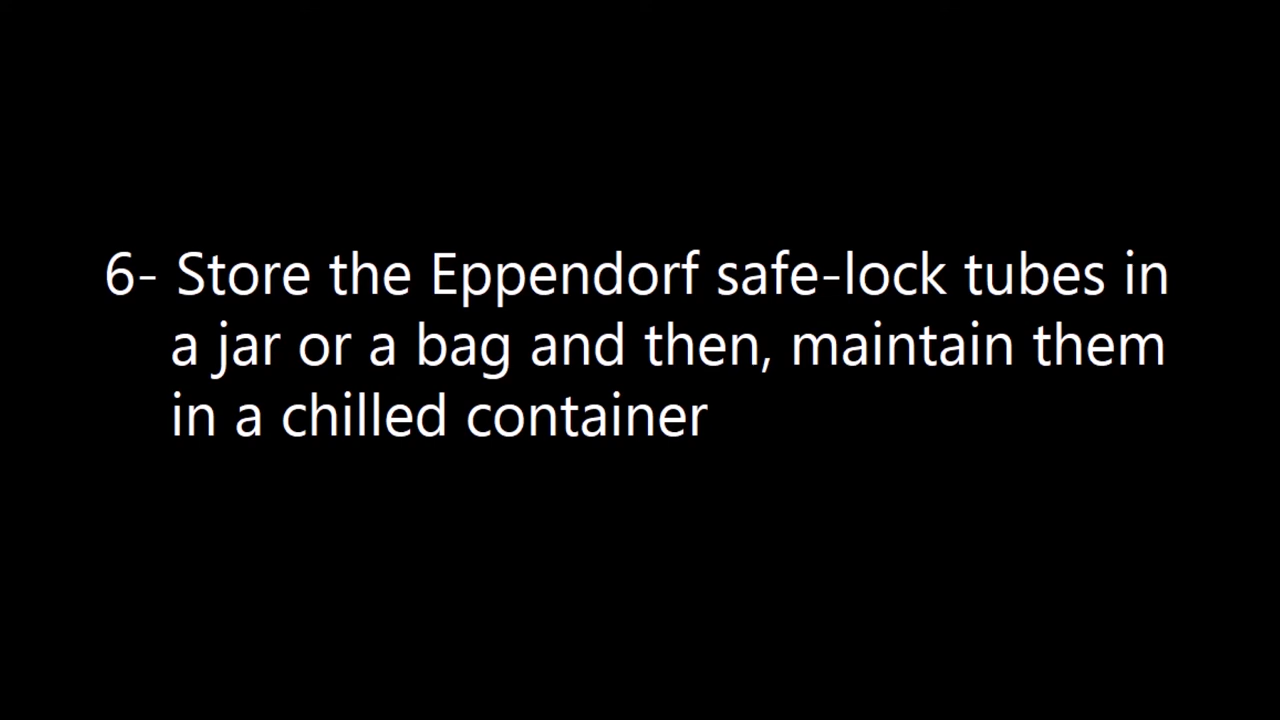 6- Store the Eppendorf safe-lock tubes in
a jar or a bag and then, maintain them
in a chilled container